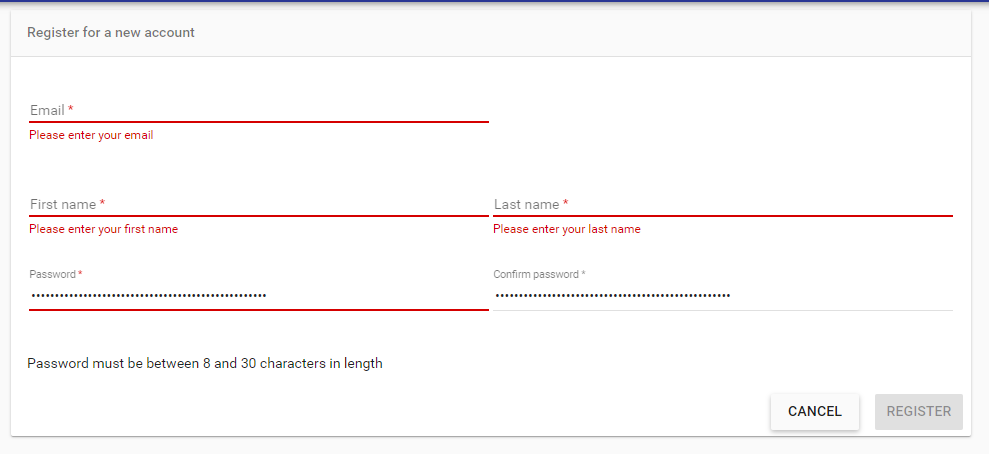 Register for a new account
Email *
Please enter your email
First name *
Last name *
Please enter your first name
Please enter your last name
Password *
Confirm password *
Password must be between 8 and 30 characters in length
CANCEL
REGISTER